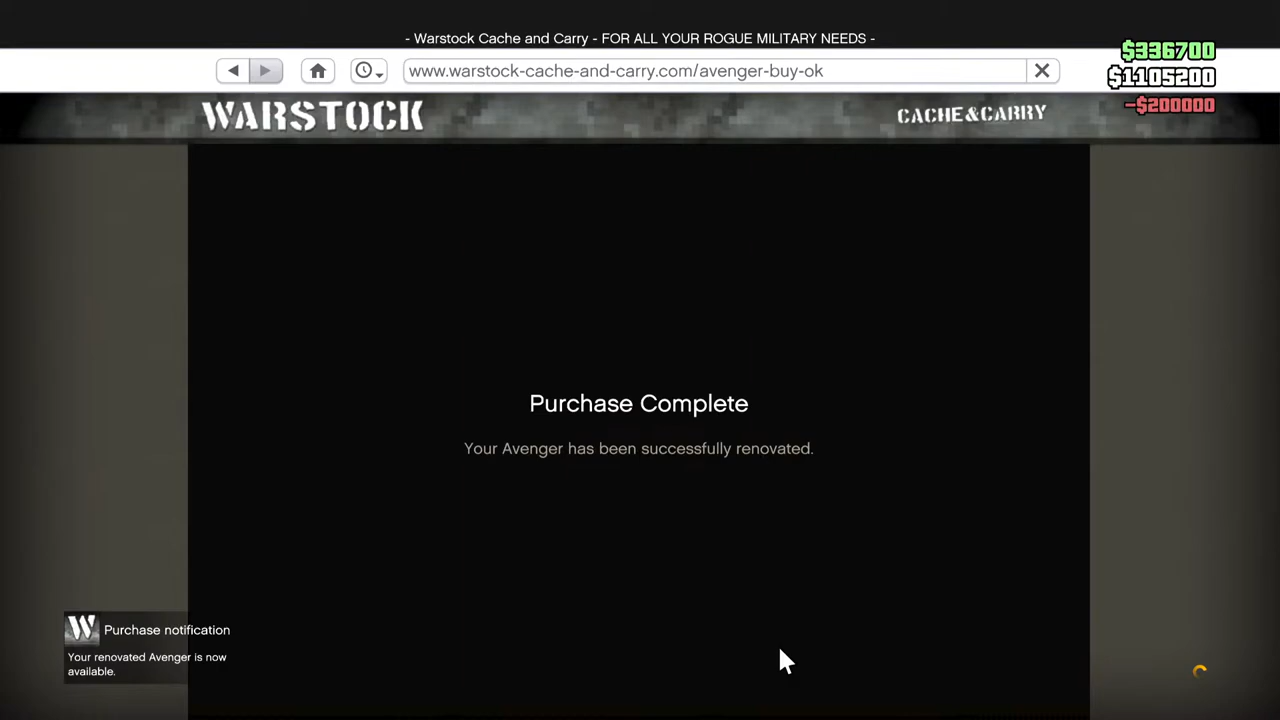 - Warstock Cache and Carry - FOR ALL YOUR ROGUE MILITARY NEEDS -
$336700
www.warstock-cache-and-carry.com/avenger-buy-ok
$1105200
-$200000
WARSTOCK
CACHE&CARRY
Purchase Complete
Your Avenger has been successfully renovated.
W Purchase notification
Your renovated Avenger is now
available.